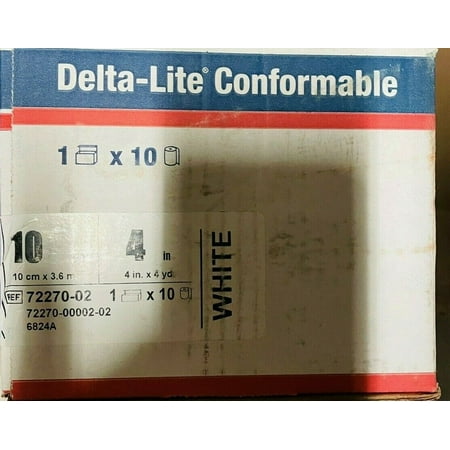 Delta-Lite® Conformable
1 x 10
10 4 in
10 cm x 3.6 m 4 in. x 4 yd
REF 72270-02 1 x 10
72270-00002-02
6824A
WHITE